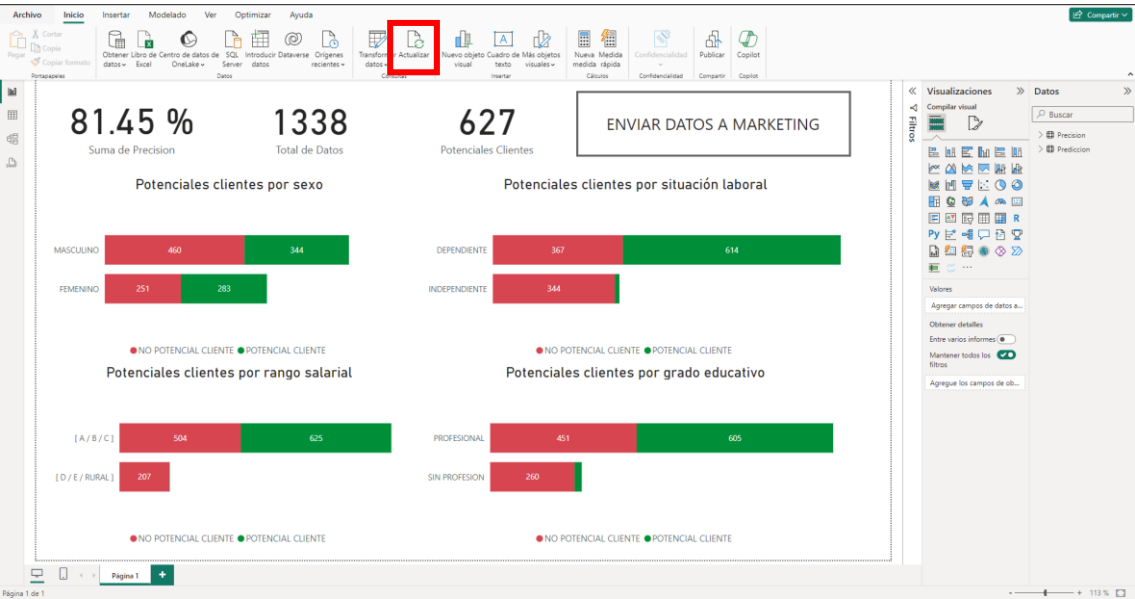 Archivo Inicio Insertar Modelado Ver Optimizar Ayuda Compartir
Pegar
Cortar
Copia
Copiar formato
Portapapeles
Obtener datos
Libro de Excel
Centro de datos de OneLake
SQL Server
Introducir datos
Dataverse
Orígenes recientes
Datos
Transformar datos
Actualizar
Consultas
Nuevo objeto visual
Cuadro de texto
Más objetos visuales
Insertar
Nueva medida
Medida rápida
Cálculos
Confidencialidad
Confidencialidad
Publicar
Compartir
Copilot
Copilot
81.45 %
Suma de Precision
1338
Total de Datos
627
Potenciales Clientes
ENVIAR DATOS A MARKETING
Potenciales clientes por sexo
MASCULINO 460 344
FEMENINO 251 283
NO POTENCIAL CLIENTE POTENCIAL CLIENTE
Potenciales clientes por situación laboral
DEPENDIENTE 367 614
INDEPENDIENTE 344
NO POTENCIAL CLIENTE POTENCIAL CLIENTE
Potenciales clientes por rango salarial
[ A / B / C ] 504 625
[ D / E / RURAL ] 207
NO POTENCIAL CLIENTE POTENCIAL CLIENTE
Potenciales clientes por grado educativo
PROFESIONAL 451 605
SIN PROFESION 260
NO POTENCIAL CLIENTE POTENCIAL CLIENTE
Filtros
Visualizaciones
Compilar visual
R
Py
Valores
Agregar campos de datos a...
Obtener detalles
Entre varios informes
Mantener todos los
filtros
Agregue los campos de ob...
Datos
Buscar
Precision
Prediccion
Página 1
Página 1 de 1
113 %